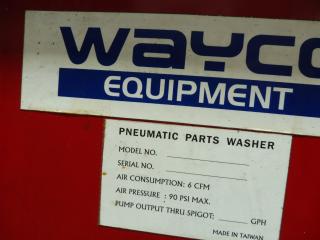 wayco
EQUIPMENT
PNEUMATIC PARTS WASHER
MODEL NO.
SERIAL NO.
AIR CONSUMPTION: 6 CFM
AIR PRESSURE : 90 PSI MAX.
PUMP OUTPUT THRU SPIGOT: ______ GPH
MADE IN TAIWAN